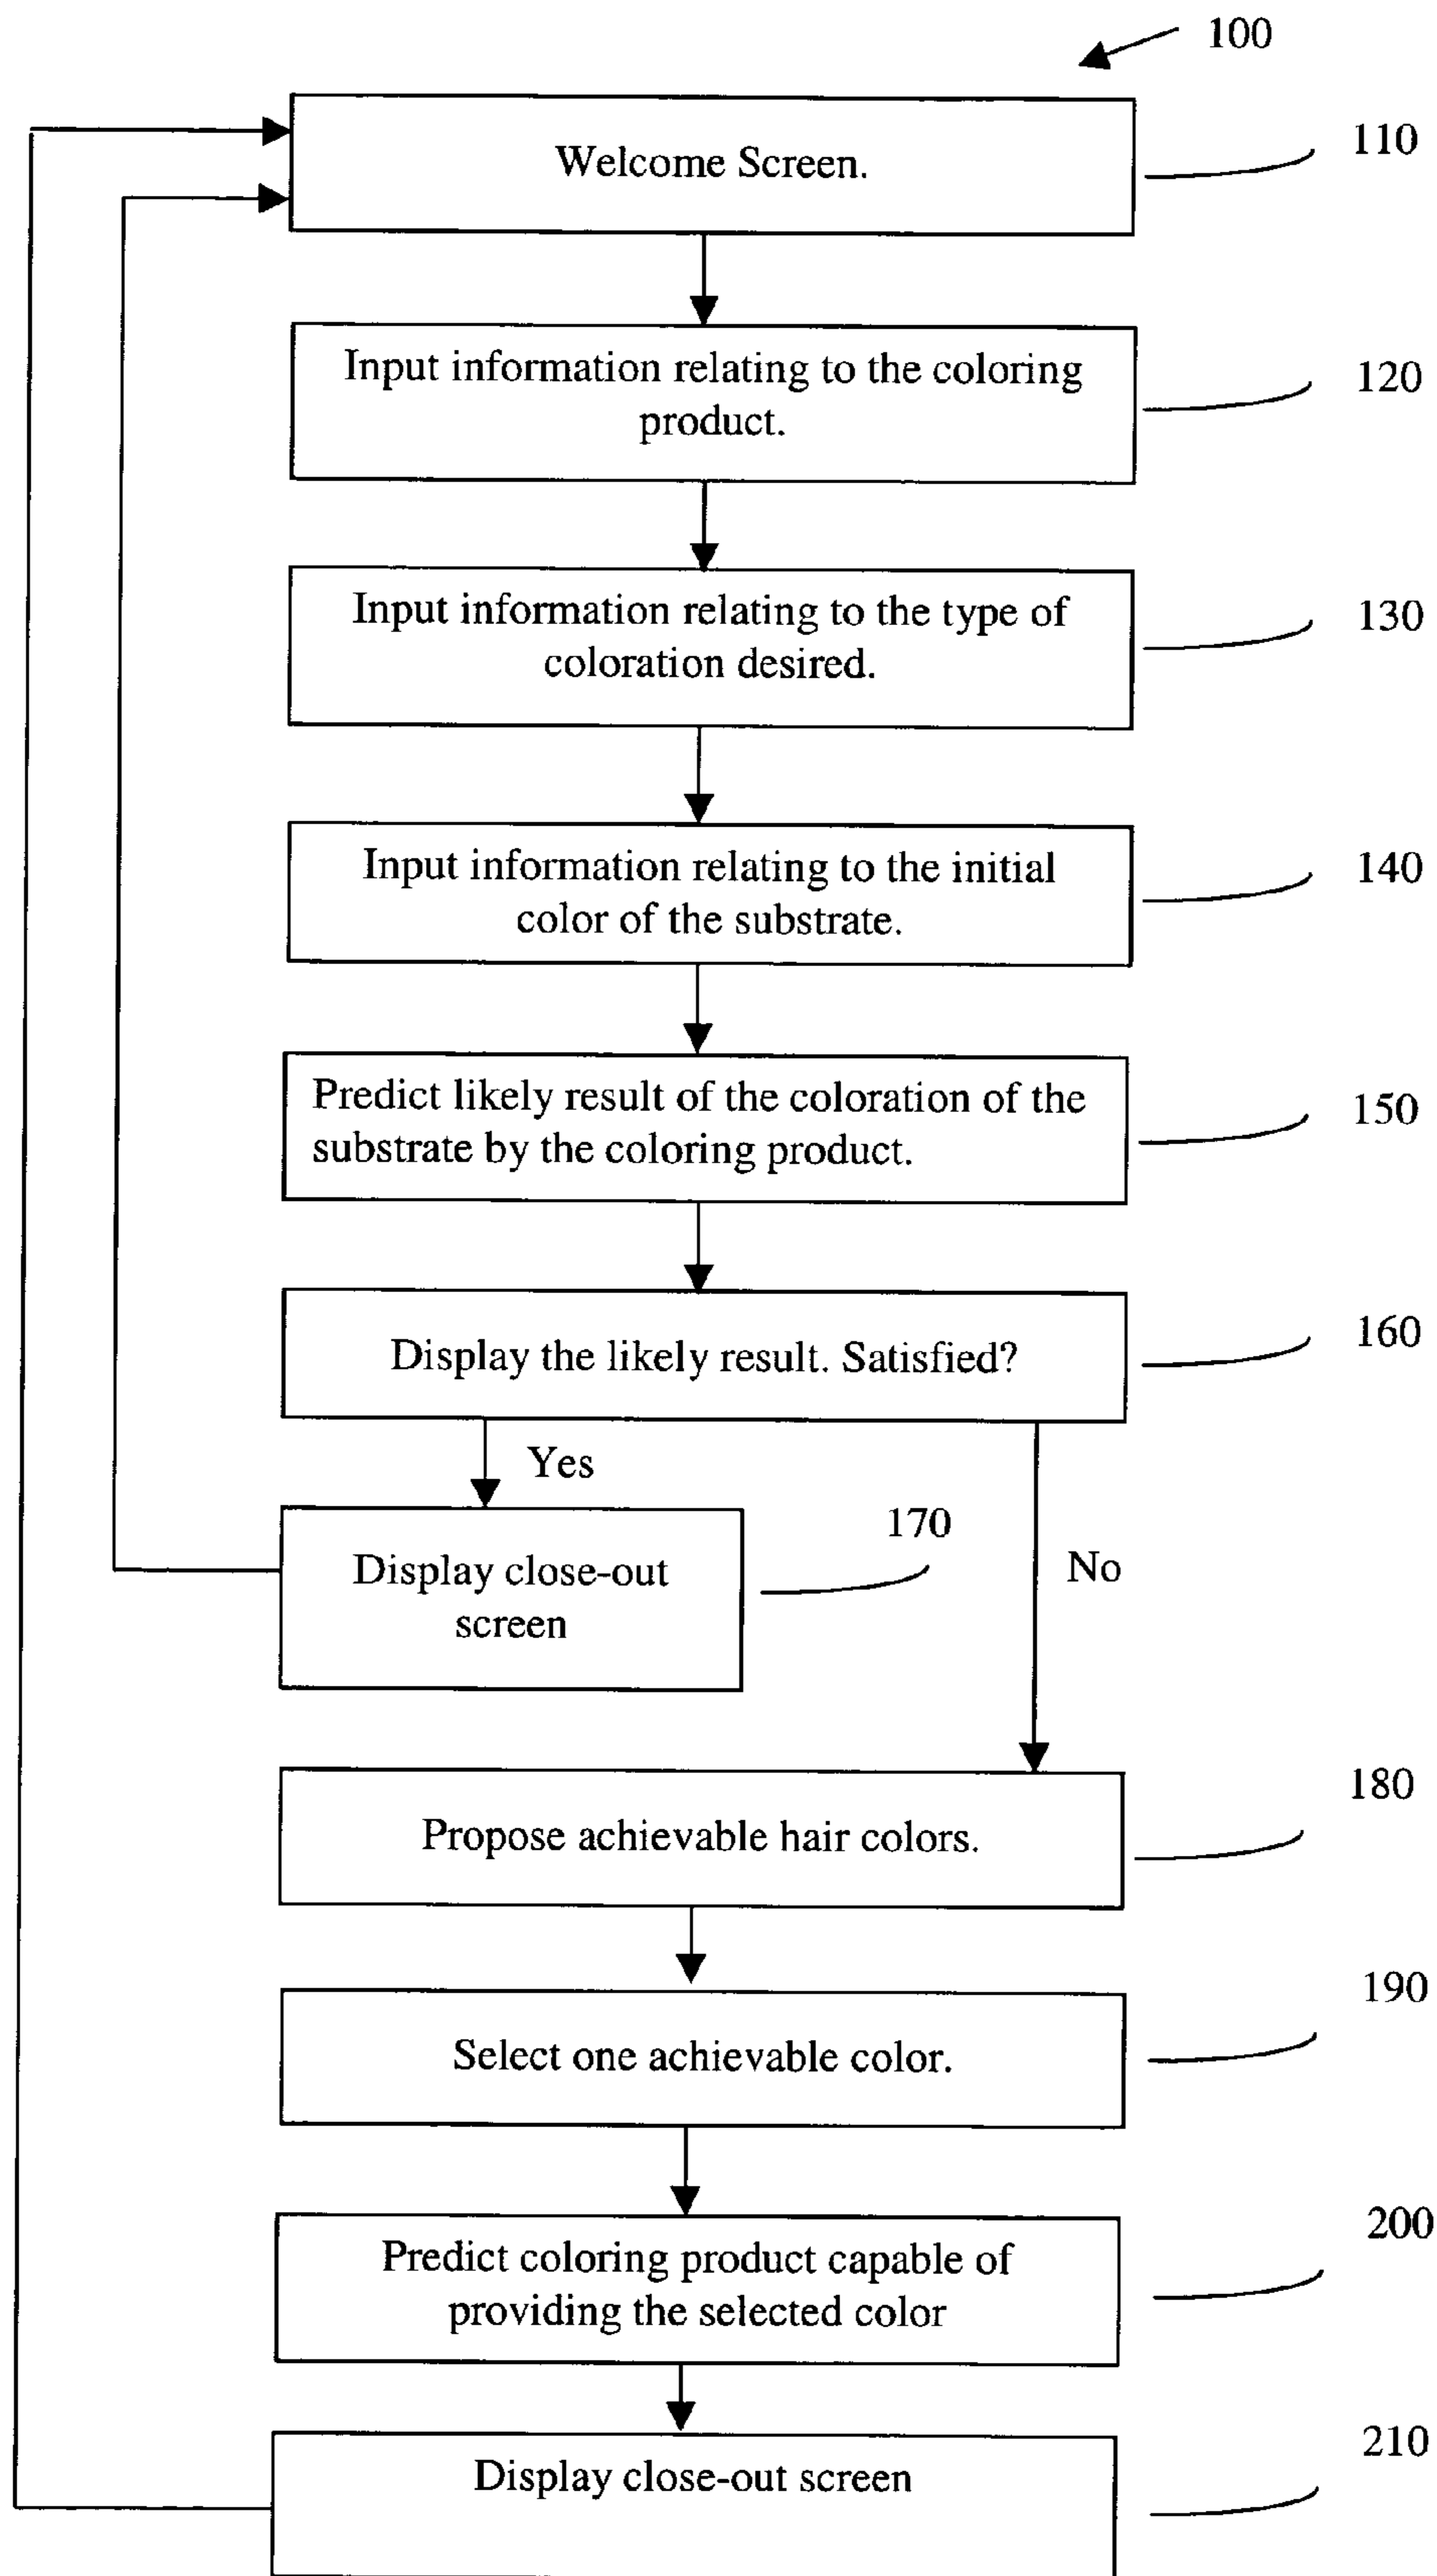 100
Welcome Screen.
110
Input information relating to the coloring
product.
120
Input information relating to the type of
coloration desired.
130
Input information relating to the initial
color of the substrate.
140
Predict likely result of the coloration of the
substrate by the coloring product.
150
Display the likely result. Satisfied?
160
Yes
No
Display close-out
screen
170
Propose achievable hair colors.
180
Select one achievable color.
190
Predict coloring product capable of
providing the selected color
200
Display close-out screen
210